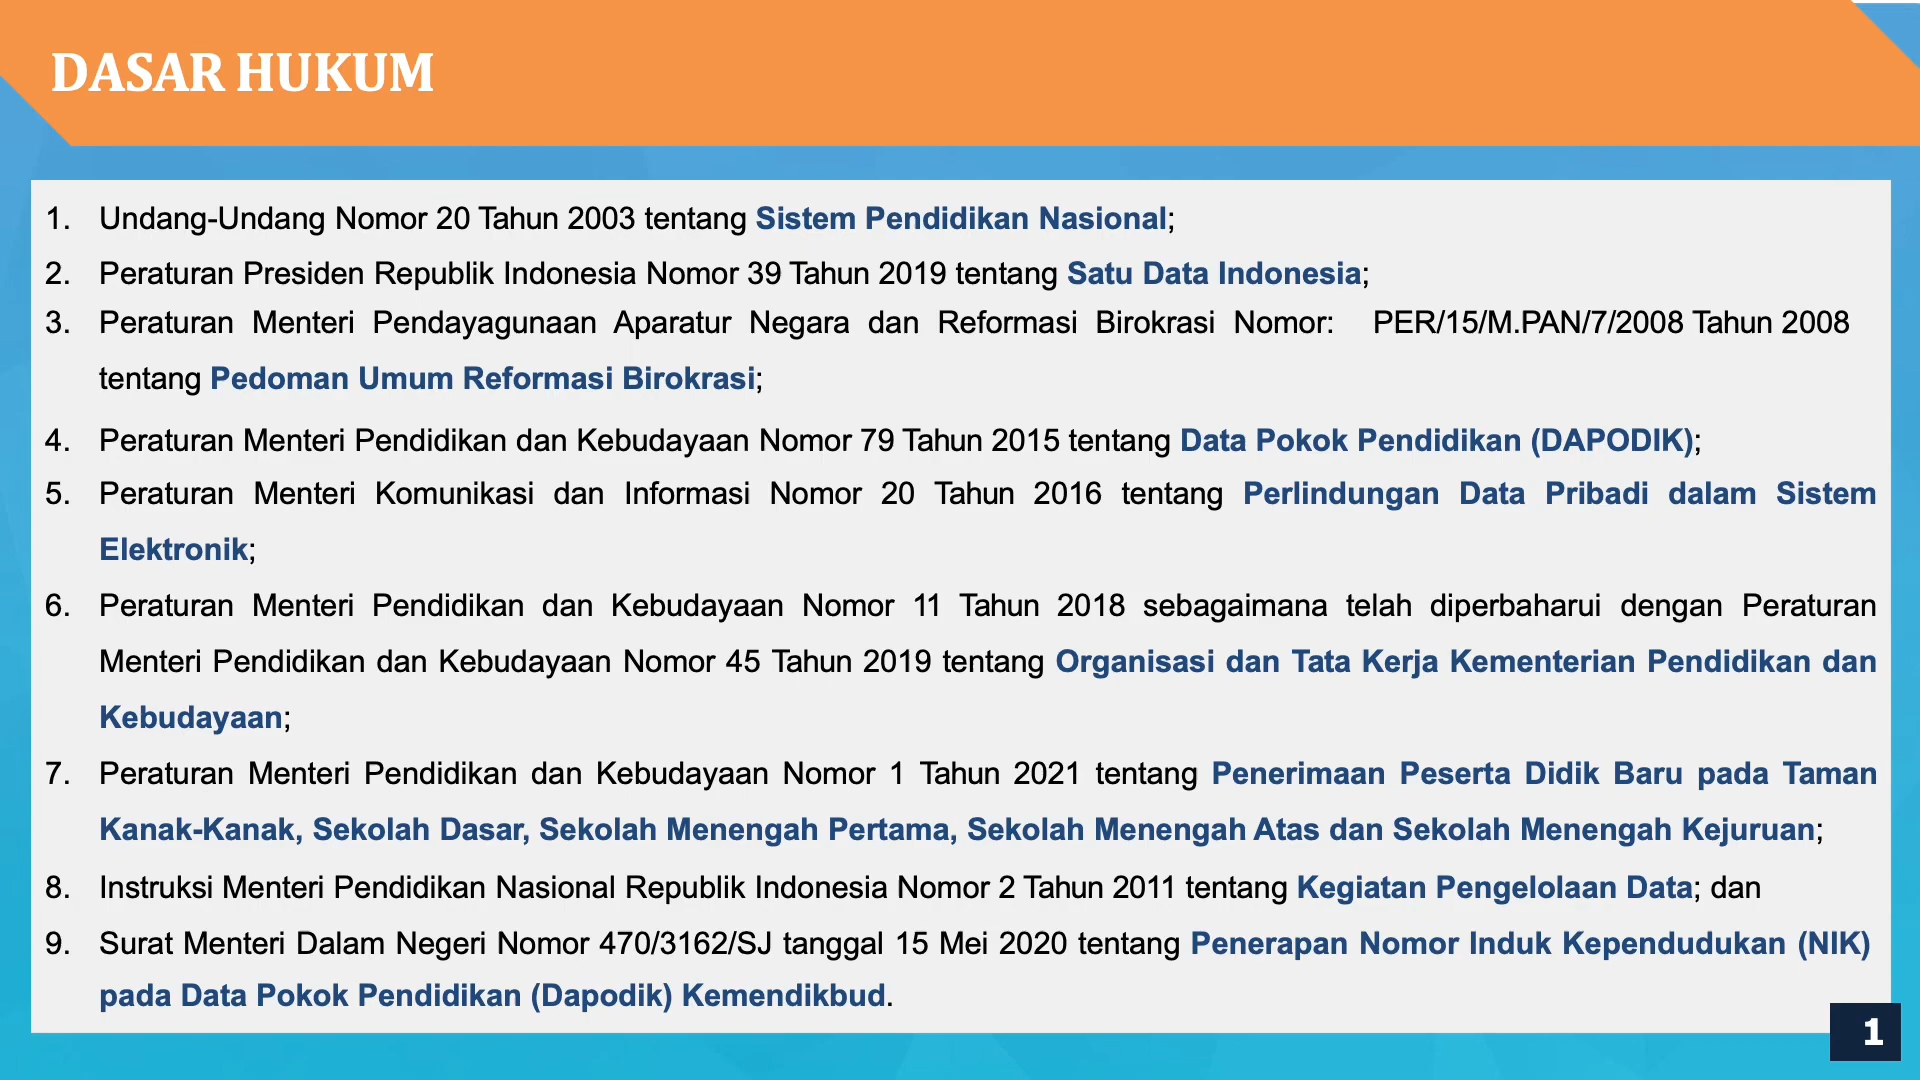 DASAR HUKUM
1. Undang-Undang Nomor 20 Tahun 2003 tentang Sistem Pendidikan Nasional;
2. Peraturan Presiden Republik Indonesia Nomor 39 Tahun 2019 tentang Satu Data Indonesia;
3. Peraturan Menteri Pendayagunaan Aparatur Negara dan Reformasi Birokrasi Nomor: PER/15/M.PAN/7/2008 Tahun 2008
tentang Pedoman Umum Reformasi Birokrasi;
4. Peraturan Menteri Pendidikan dan Kebudayaan Nomor 79 Tahun 2015 tentang Data Pokok Pendidikan (DAPODIK);
5. Peraturan Menteri Komunikasi dan Informasi Nomor 20 Tahun 2016 tentang Perlindungan Data Pribadi dalam Sistem
Elektronik;
6. Peraturan Menteri Pendidikan dan Kebudayaan Nomor 11 Tahun 2018 sebagaimana telah diperbaharui dengan Peraturan
Menteri Pendidikan dan Kebudayaan Nomor 45 Tahun 2019 tentang Organisasi dan Tata Kerja Kementerian Pendidikan dan
Kebudayaan;
7. Peraturan Menteri Pendidikan dan Kebudayaan Nomor 1 Tahun 2021 tentang Penerimaan Peserta Didik Baru pada Taman
Kanak-Kanak, Sekolah Dasar, Sekolah Menengah Pertama, Sekolah Menengah Atas dan Sekolah Menengah Kejuruan;
8. Instruksi Menteri Pendidikan Nasional Republik Indonesia Nomor 2 Tahun 2011 tentang Kegiatan Pengelolaan Data; dan
9. Surat Menteri Dalam Negeri Nomor 470/3162/SJ tanggal 15 Mei 2020 tentang Penerapan Nomor Induk Kependudukan (NIK)
pada Data Pokok Pendidikan (Dapodik) Kemendikbud.
1